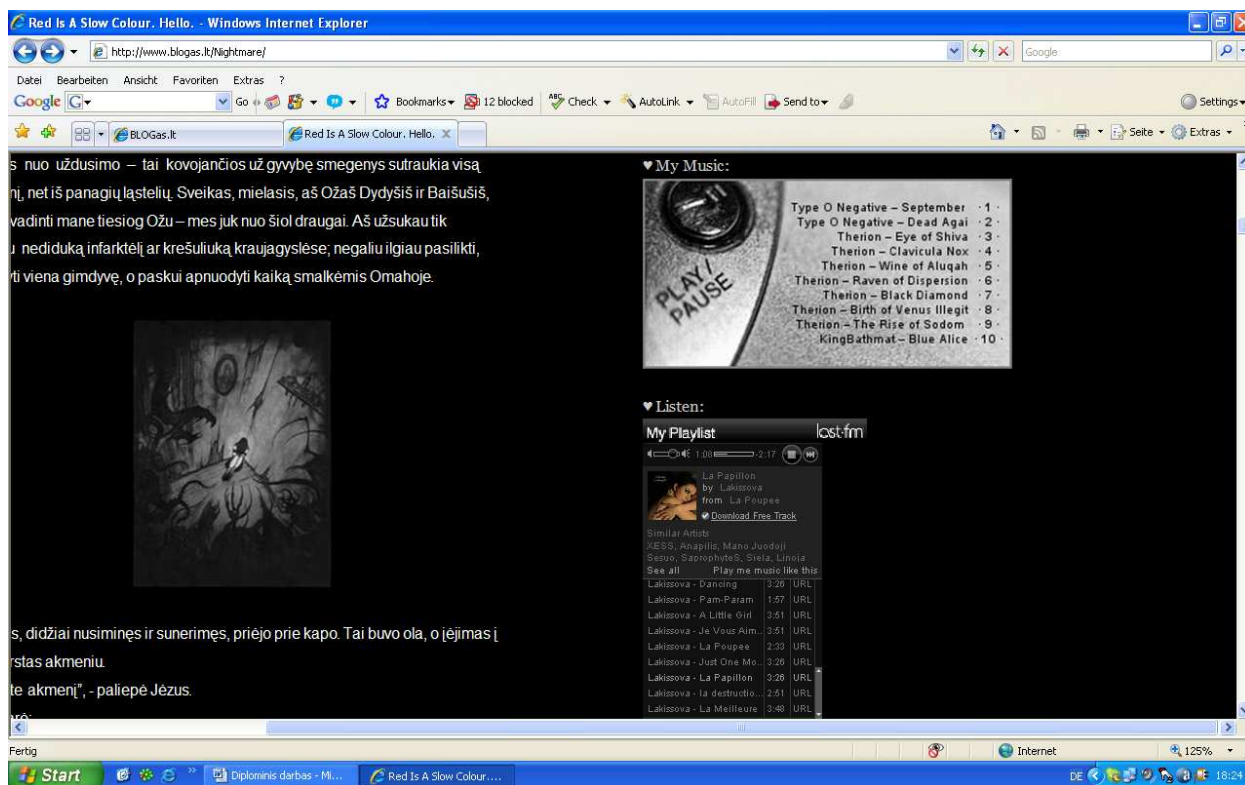 Red Is A Slow Colour. Hello. - Windows Internet Explorer
http://www.blogas.lt/Nightmare/
Google
Datei Bearbeiten Ansicht Favoriten Extras ?
Google G Go Bookmarks 12 blocked ABC Check AutoLink AutoFill Send to Settings
BLOGas.lt
Red Is A Slow Colour. Hello.
Seite Extras
s nuo uždusimo – tai kovojančios už gyvybę smegenys sutraukia visą
nį, net iš panagių ląstelių. Sveikas, mielasis, aš Ožaš Dydyšiš ir Baišušiš,
vadinti mane tiesiog Ožu – mes juk nuo šiol draugai. Aš užsukau tik
nediduką infarktėlį ar krešuliuką kraujagyslėse; negaliu ilgiau pasilikti,
yti viena gimdyvę, o paskui apnuodyti kaiką smalkėmis Omahoje.
s, didžiai nusiminęs ir sunerimęs, priėjo prie kapo. Tai buvo ola, o įėjimas į
rstas akmeniu.
te akmenį”, - paliepė Jėzus.
♥ My Music:
PLAY/
PAUSE
Type O Negative – September · 1 ·
Type O Negative – Dead Agai · 2 ·
Therion – Eye of Shiva · 3 ·
Therion – Clavicula Nox · 4 ·
Therion – Wine of Aluqah · 5 ·
Therion – Raven of Dispersion · 6 ·
Therion – Black Diamond · 7 ·
Therion – Birth of Venus Illegit · 8 ·
Therion – The Rise of Sodom · 9 ·
KingBathmat – Blue Alice · 10 ·
♥ Listen:
My Playlist last·fm
1:08 -2:17
La Papillon
by Lakissova
from La Poupee
Download Free Track
Similar Artists
XESS, Anapilis, Mano Juodoji
Sesuo, SaprophyteS, Siela, Linoja
See all Play me music like this
Lakissova - Dancing 3:26 URL
Lakissova - Pam-Param 1:57 URL
Lakissova - A Little Girl 3:51 URL
Lakissova - Je Vous Aim... 3:51 URL
Lakissova - La Poupee 2:33 URL
Lakissova - Just One Mo... 3:26 URL
Lakissova - La Papillon 3:26 URL
Lakissova - la destructio... 2:51 URL
Lakissova - La Meilleure 3:48 URL
Fertig
Internet
125%
Start
Diplominis darbas - Mi...
Red Is A Slow Colour....
DE
18:24